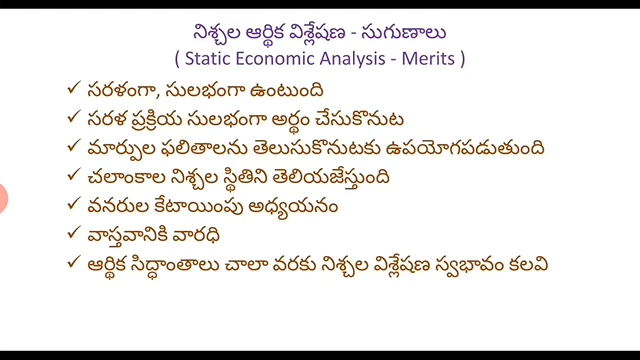 నిశ్చల ఆర్థిక విశ్లేషణ - సుగుణాలు
( Static Economic Analysis - Merits )
✓ సరళంగా, సులభంగా ఉంటుంది
✓ సరళ ప్రక్రియ సులభంగా అర్థం చేసుకొనుట
✓ మార్పుల ఫలితాలను తెలుసుకొనుటకు ఉపయోగపడుతుంది
✓ చలాంకాల నిశ్చల స్థితిని తెలియజేస్తుంది
✓ వనరుల కేటాయింపు అధ్యయనం
✓ వాస్తవానికి వారధి
✓ ఆర్థిక సిద్ధాంతాలు చాలా వరకు నిశ్చల విశ్లేషణ స్వభావం కలవి